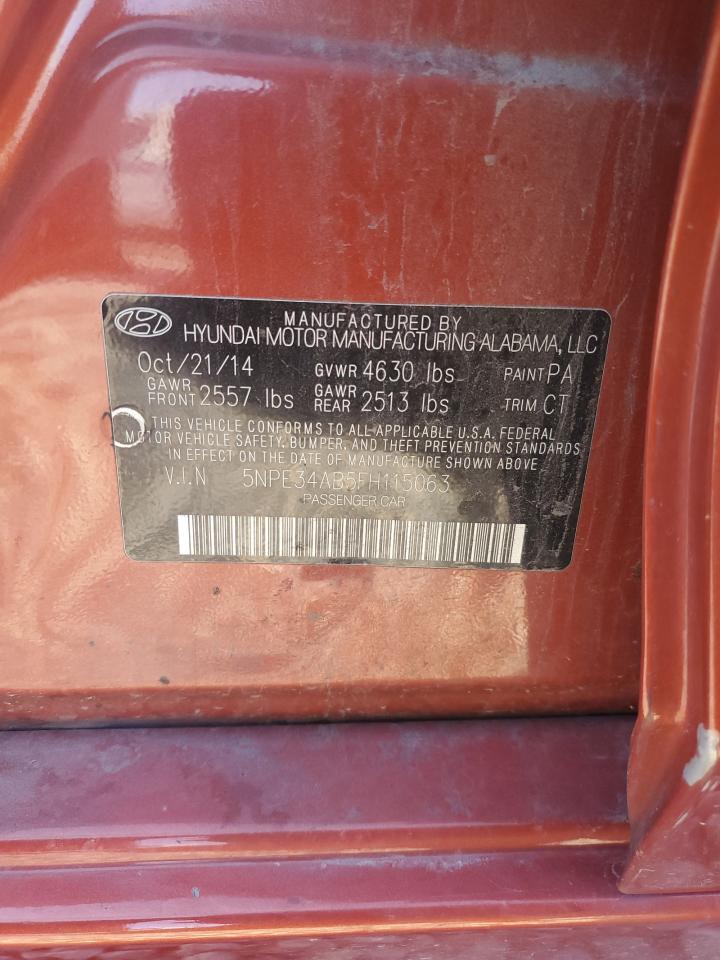 MANUFACTURED BY
HYUNDAI MOTOR MANUFACTURING ALABAMA, LLC
Oct/21/14 GVWR 4630 lbs PAINT PA
GAWR FRONT 2557 lbs GAWR REAR 2513 lbs TRIM CT
THIS VEHICLE CONFORMS TO ALL APPLICABLE U.S.A. FEDERAL
MOTOR VEHICLE SAFETY, BUMPER, AND THEFT PREVENTION STANDARDS
IN EFFECT ON THE DATE OF MANUFACTURE SHOWN ABOVE
V.I.N 5NPE34AB5FH115063
PASSENGER CAR